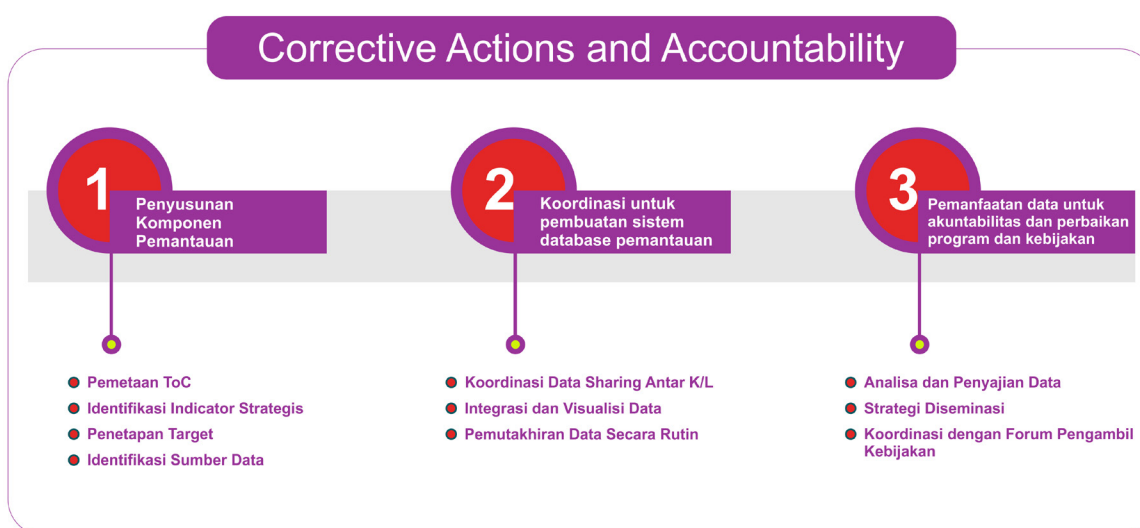 Corrective Actions and Accountability
1
Penyusunan
Komponen
Pemantauan
Pemetaan ToC
Identifikasi Indicator Strategis
Penetapan Target
Identifikasi Sumber Data
2
Koordinasi untuk
pembuatan sistem
database pemantauan
Koordinasi Data Sharing Antar K/L
Integrasi dan Visualisi Data
Pemutakhiran Data Secara Rutin
3
Pemanfaatan data untuk
akuntabilitas dan perbaikan
program dan kebijakan
Analisa dan Penyajian Data
Strategi Diseminasi
Koordinasi dengan Forum Pengambil
Kebijakan